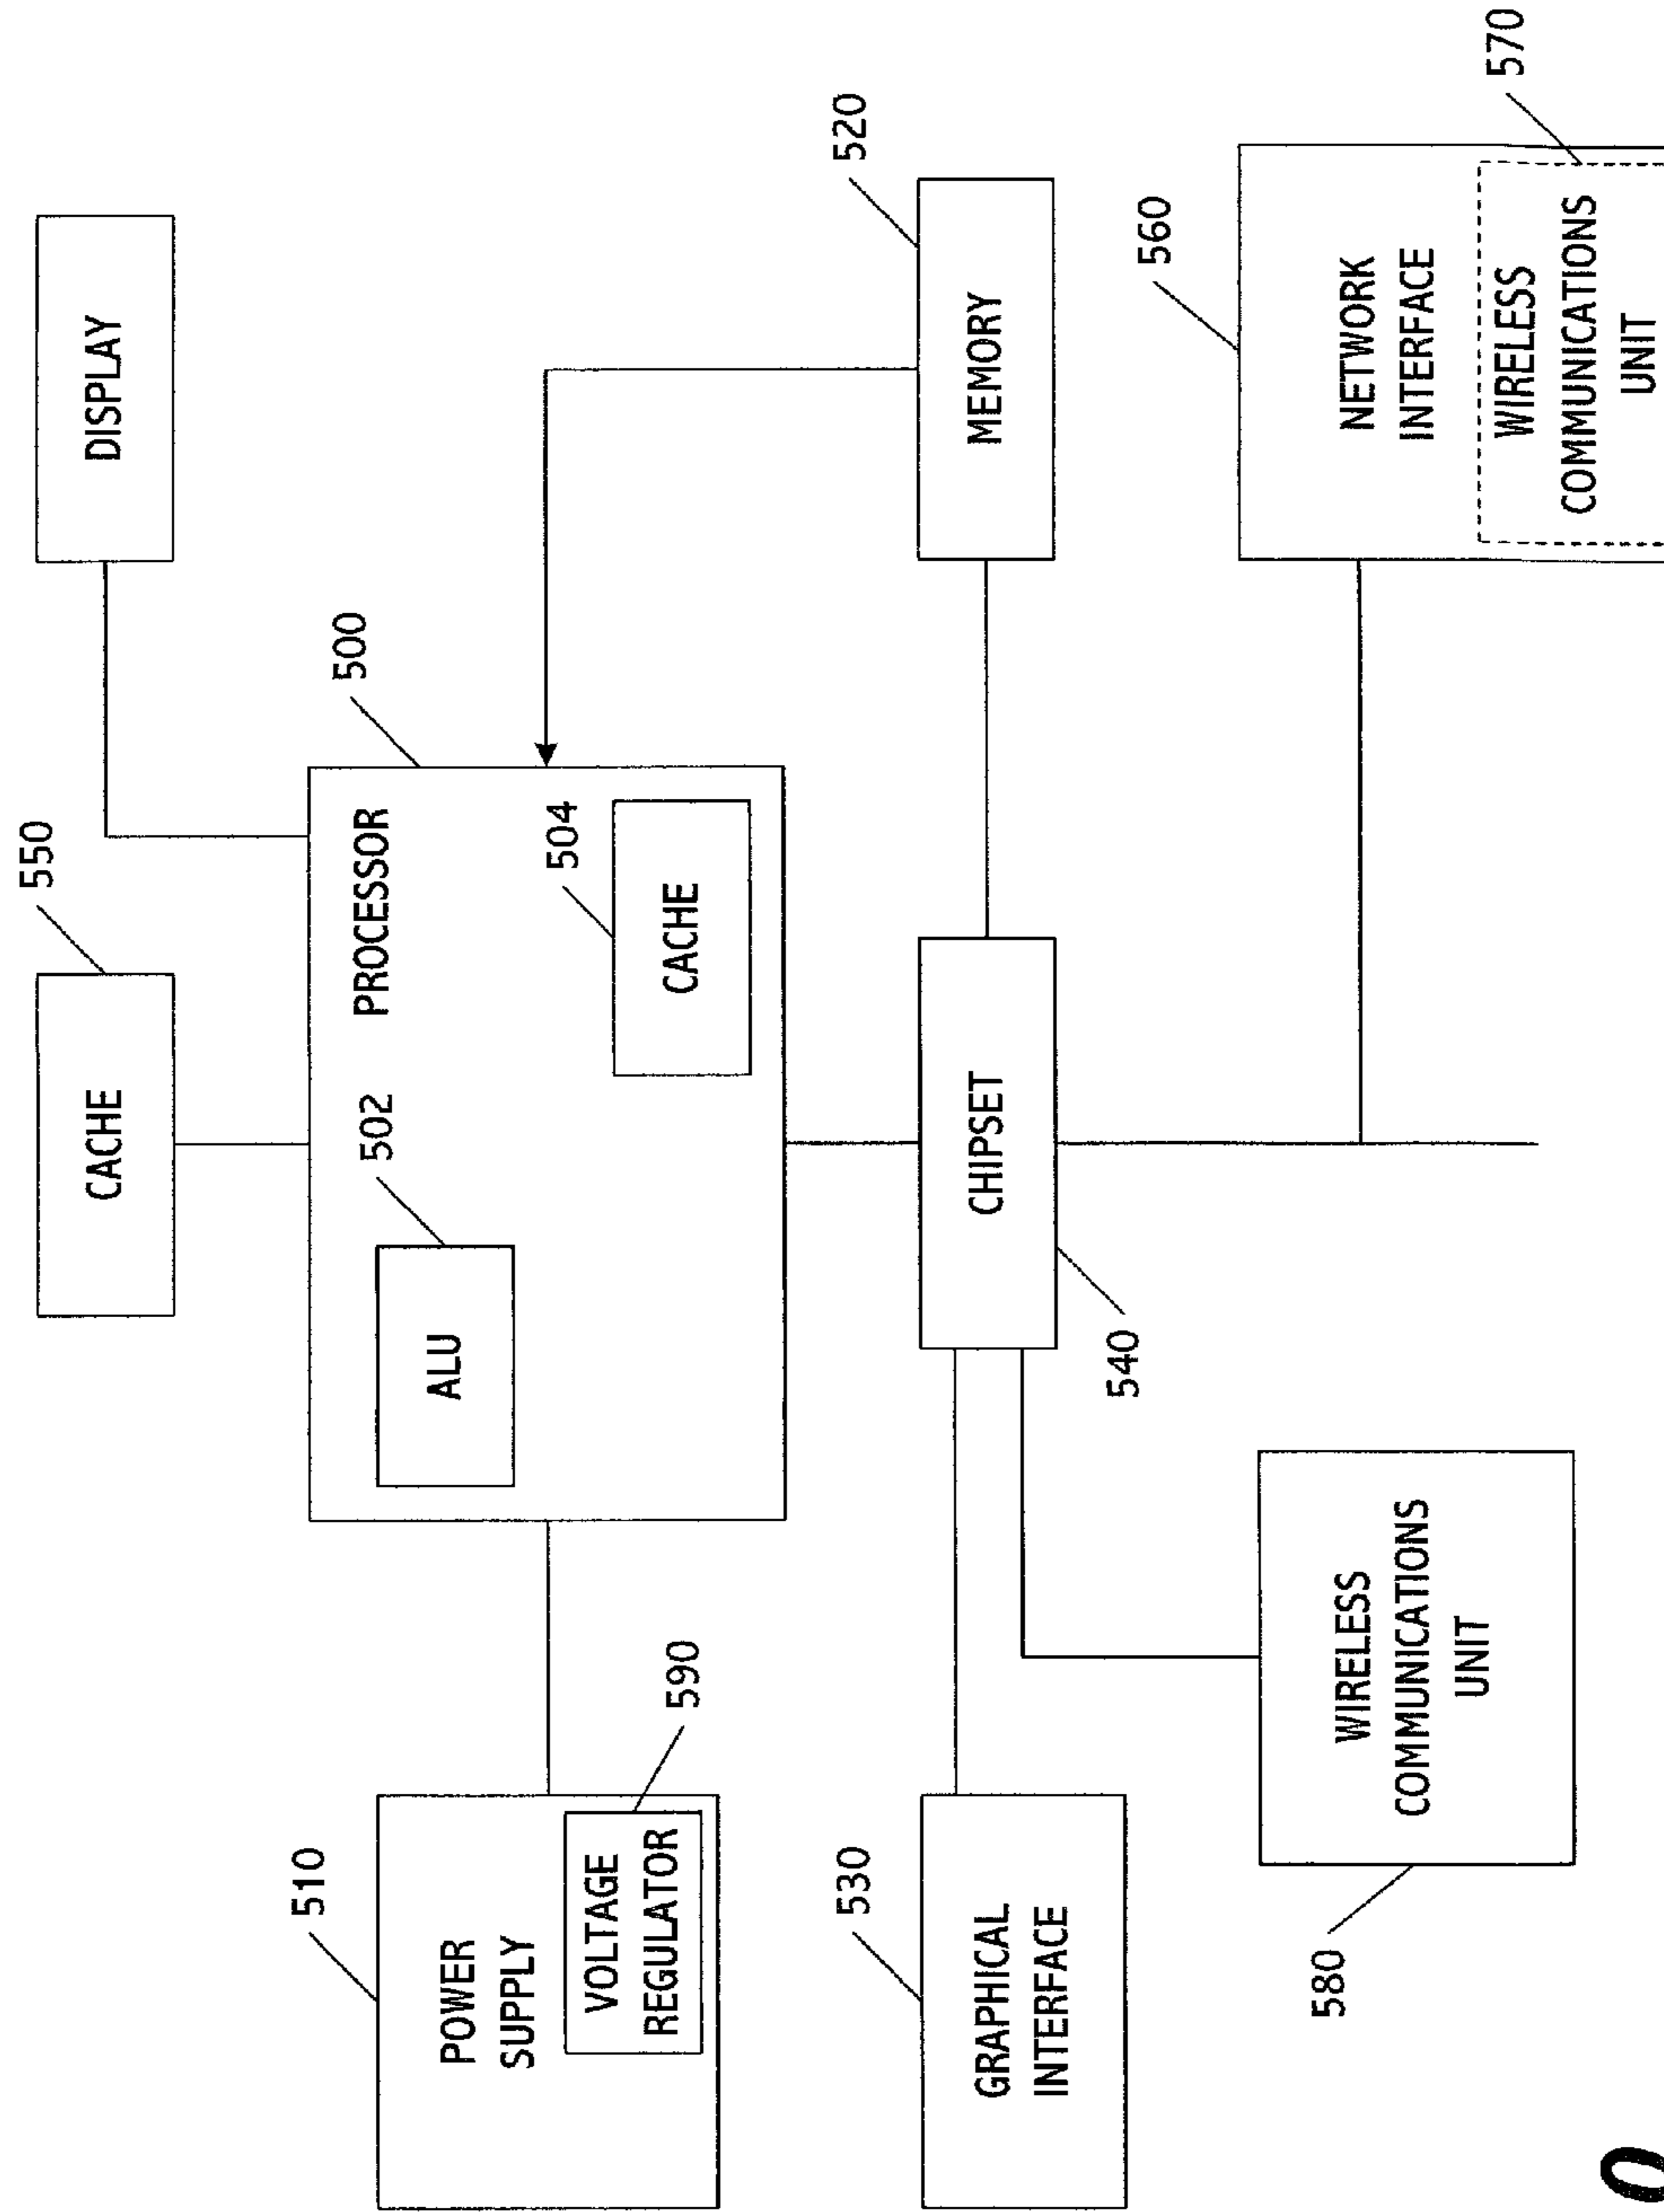 DISPLAY
550
CACHE
500
PROCESSOR
502
504
ALU
CACHE
510
POWER
SUPPLY
590
VOLTAGE
REGULATOR
520
MEMORY
CHIPSET
540
530
GRAPHICAL
INTERFACE
560
NETWORK
INTERFACE
570
WIRELESS
COMMUNICATIONS
UNIT
580
WIRELESS
COMMUNICATIONS
UNIT